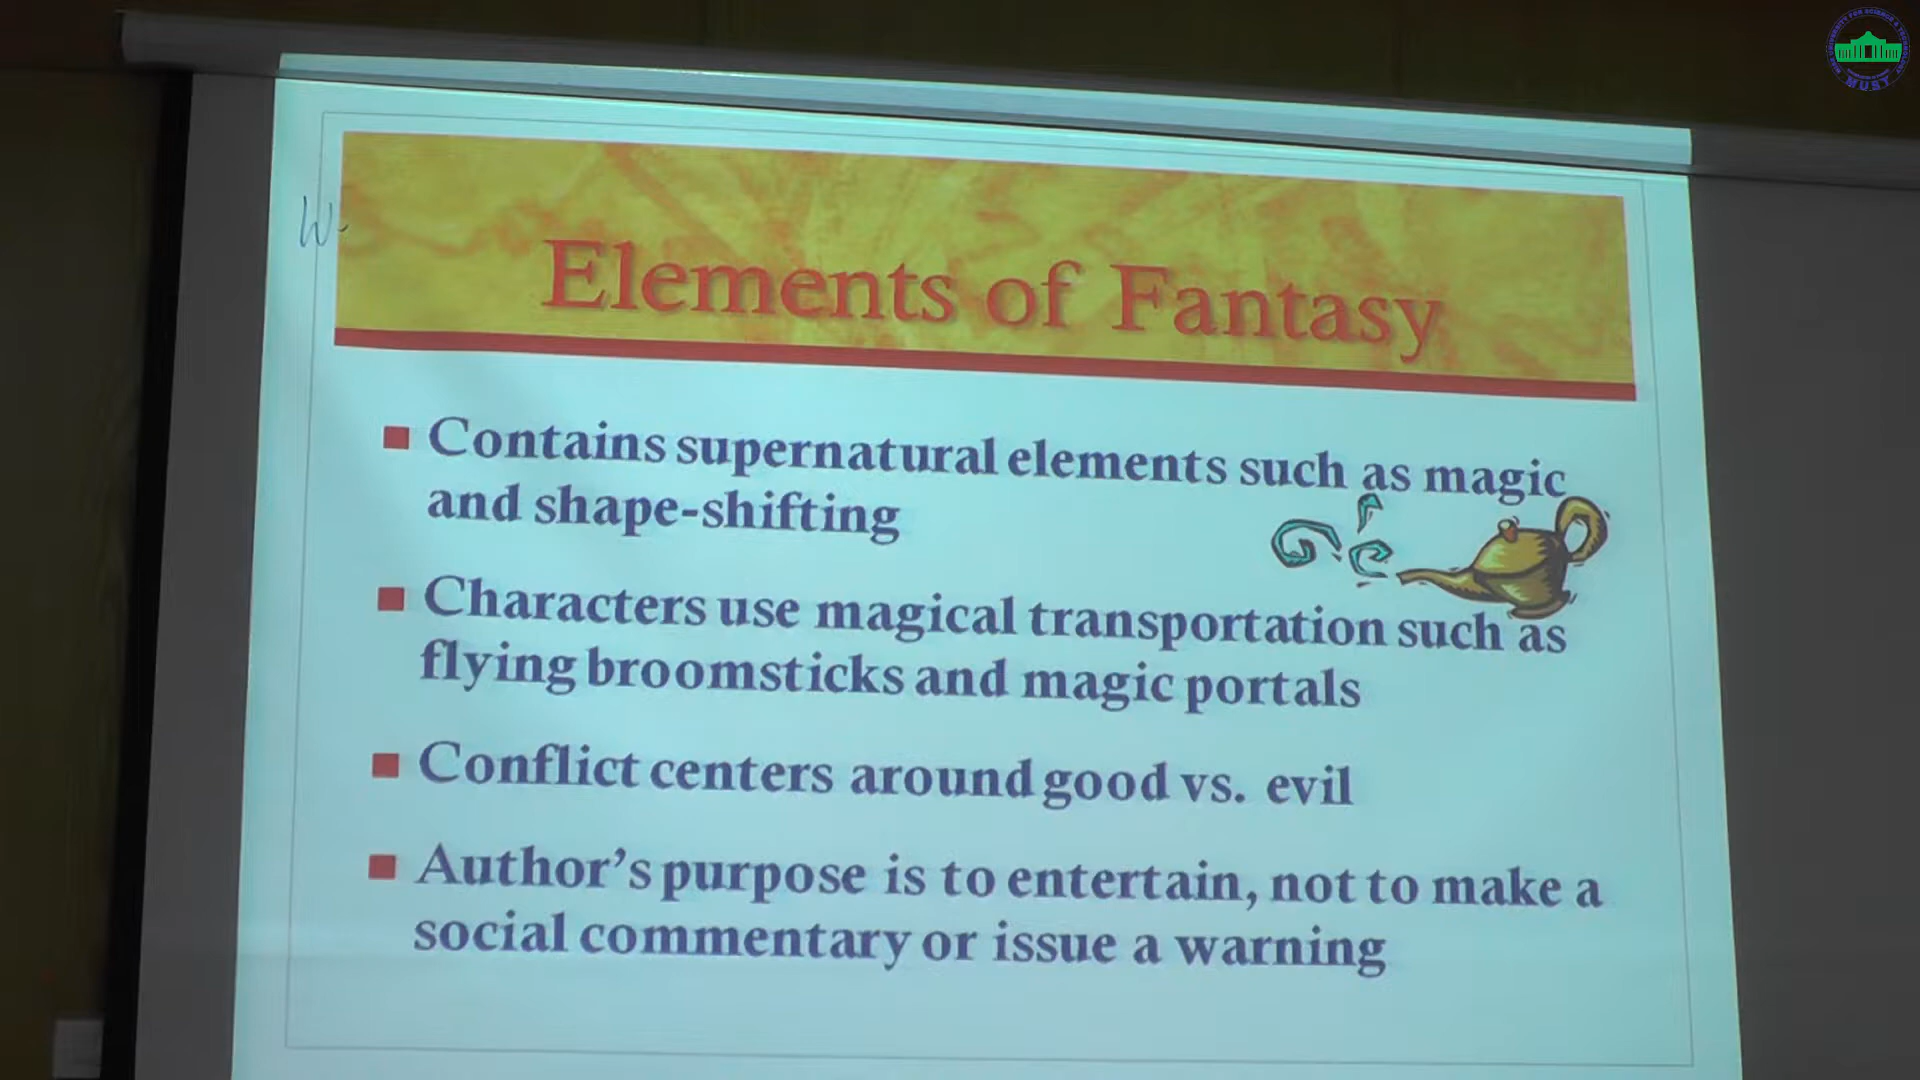 W
Elements of Fantasy
Contains supernatural elements such as magic
and shape-shifting
Characters use magical transportation such as
flying broomsticks and magic portals
Conflict centers around good vs. evil
Author's purpose is to entertain, not to make a
social commentary or issue a warning
MUST